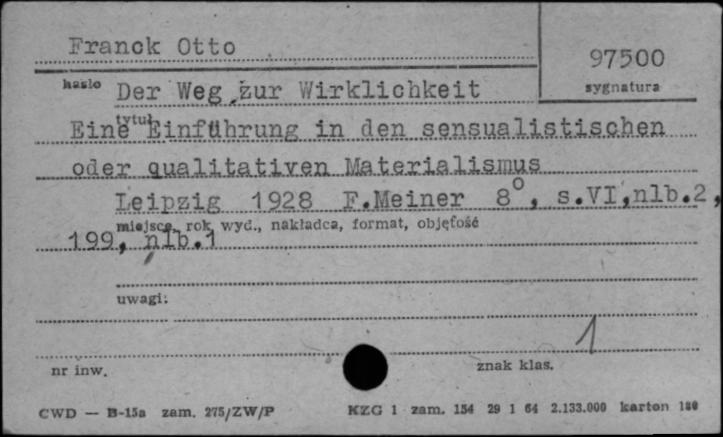 Franck Otto
97500
hasło
sygnatura
Der Weg zur Wirklichkeit
tytuł
Eine Einführung in den sensualistischen
oder qualitativen Materialismus
Leipzig 1928 F.Meiner 8°, s.VI,nlb.2,
miejsce, rok wyd., nakładca, format, objętość
199, nlb.1
uwagi:
1
nr inw.
znak klas.
CWD — B-15a zam. 275/ZW/P KZG 1 zam. 154 29 1 64 2.133.000 karton 180